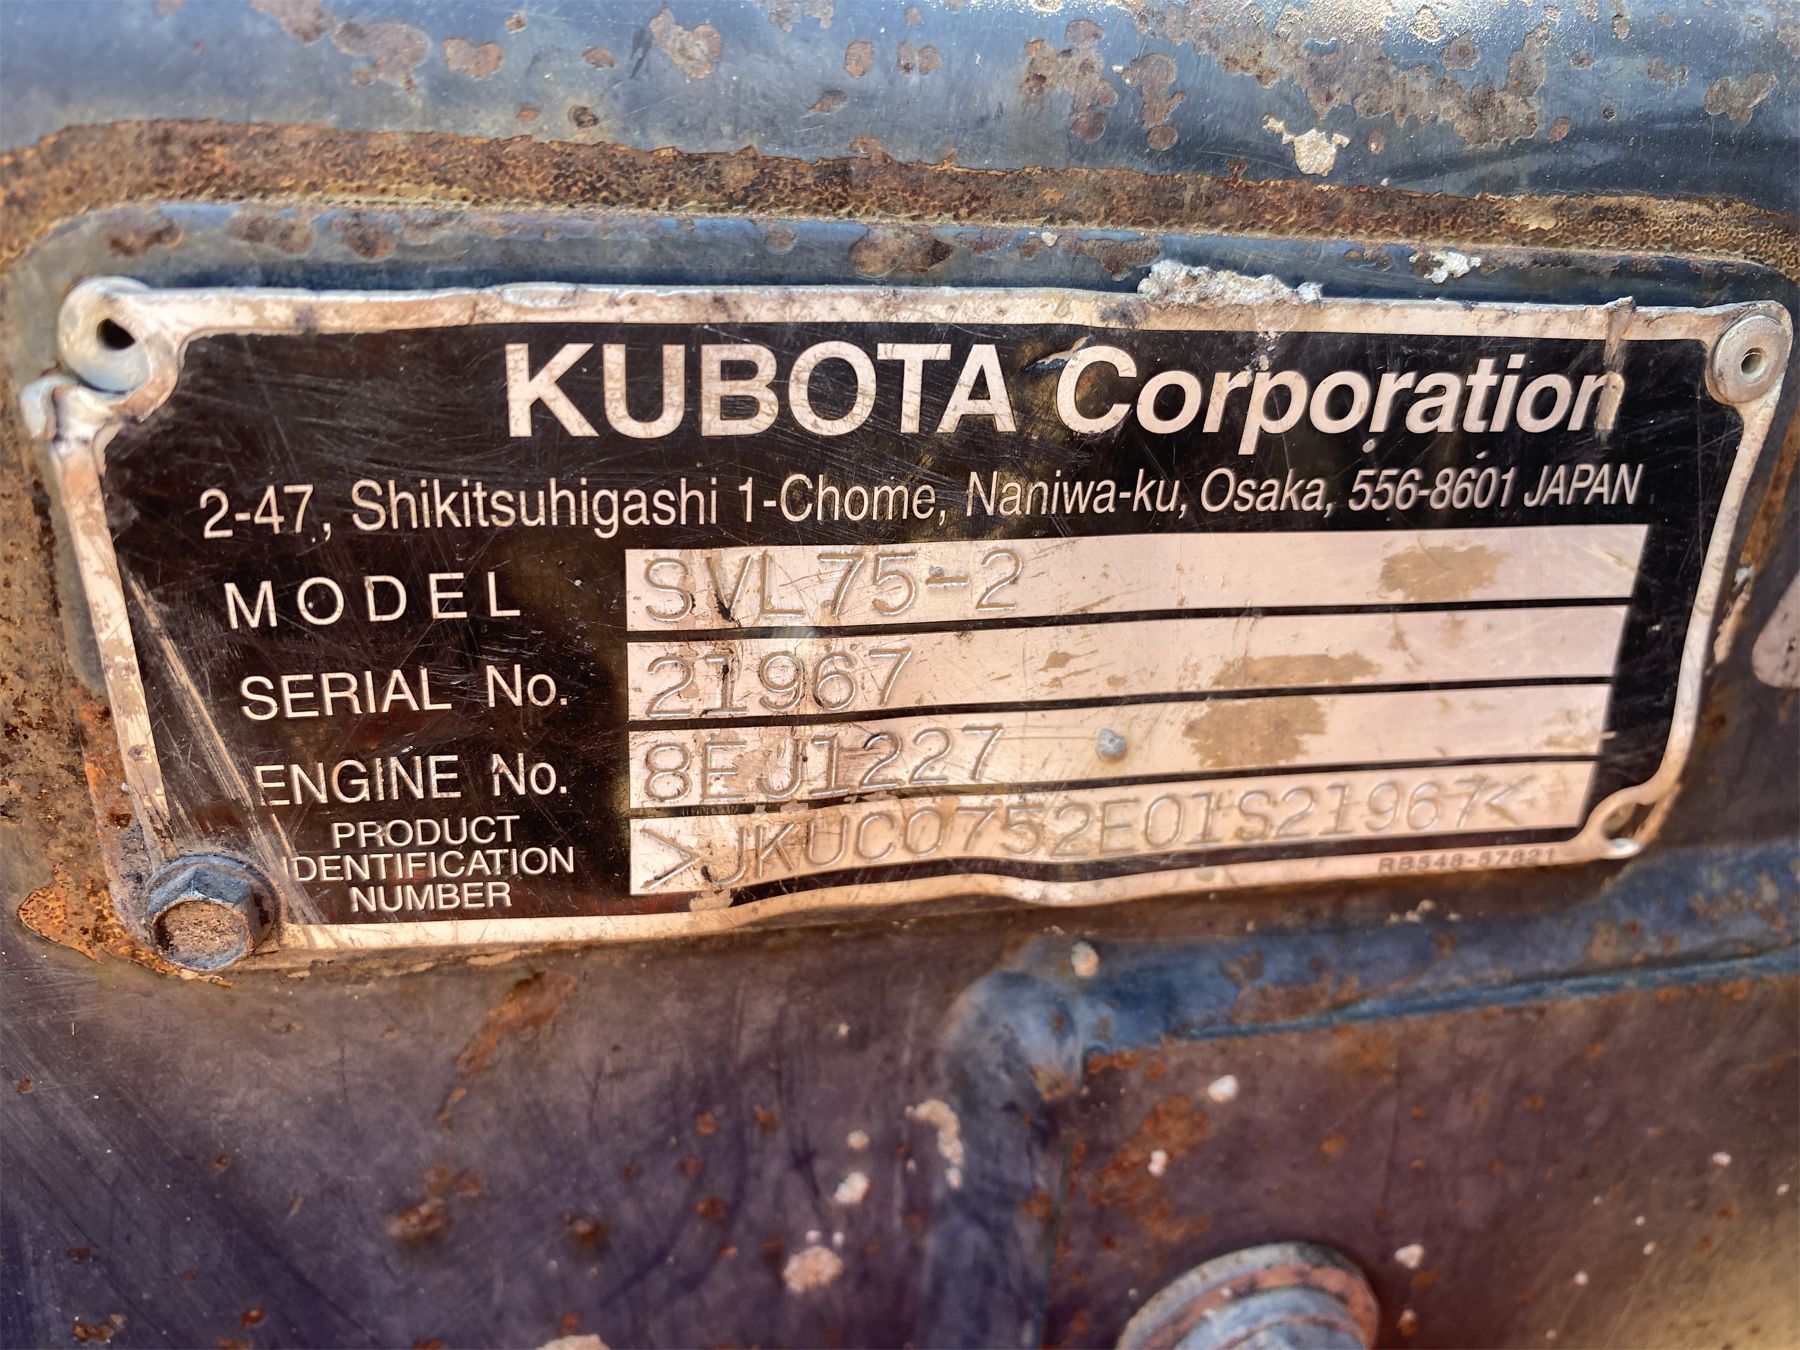 KUBOTA Corporation
2-47, Shikitsuhigashi 1-Chome, Naniwa-ku, Osaka, 556-8601 JAPAN
MODEL SVL75-2
SERIAL No. 21967
ENGINE No. 8EJ1227
PRODUCT
IDENTIFICATION
NUMBER
>JKUC0752E01S21967<
RB548-57821